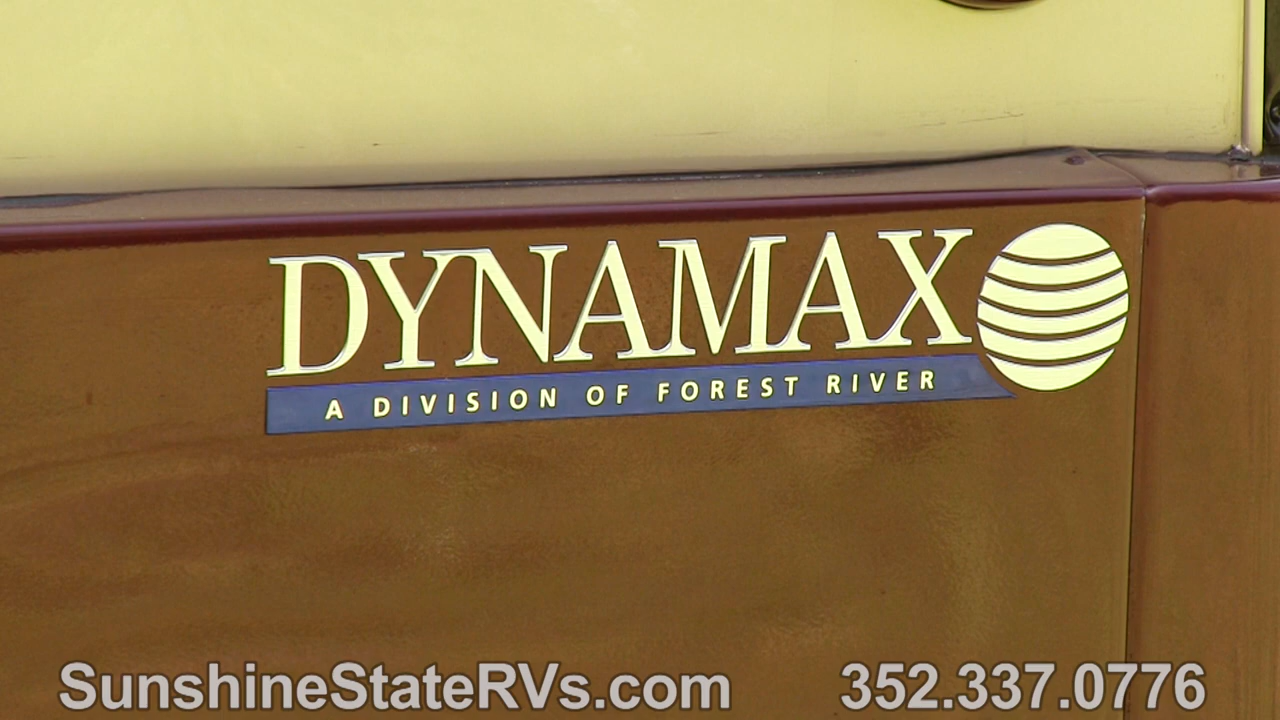 DYNAMAX
A DIVISION OF FOREST RIVER
SunshineStateRVs.com 352.337.0776